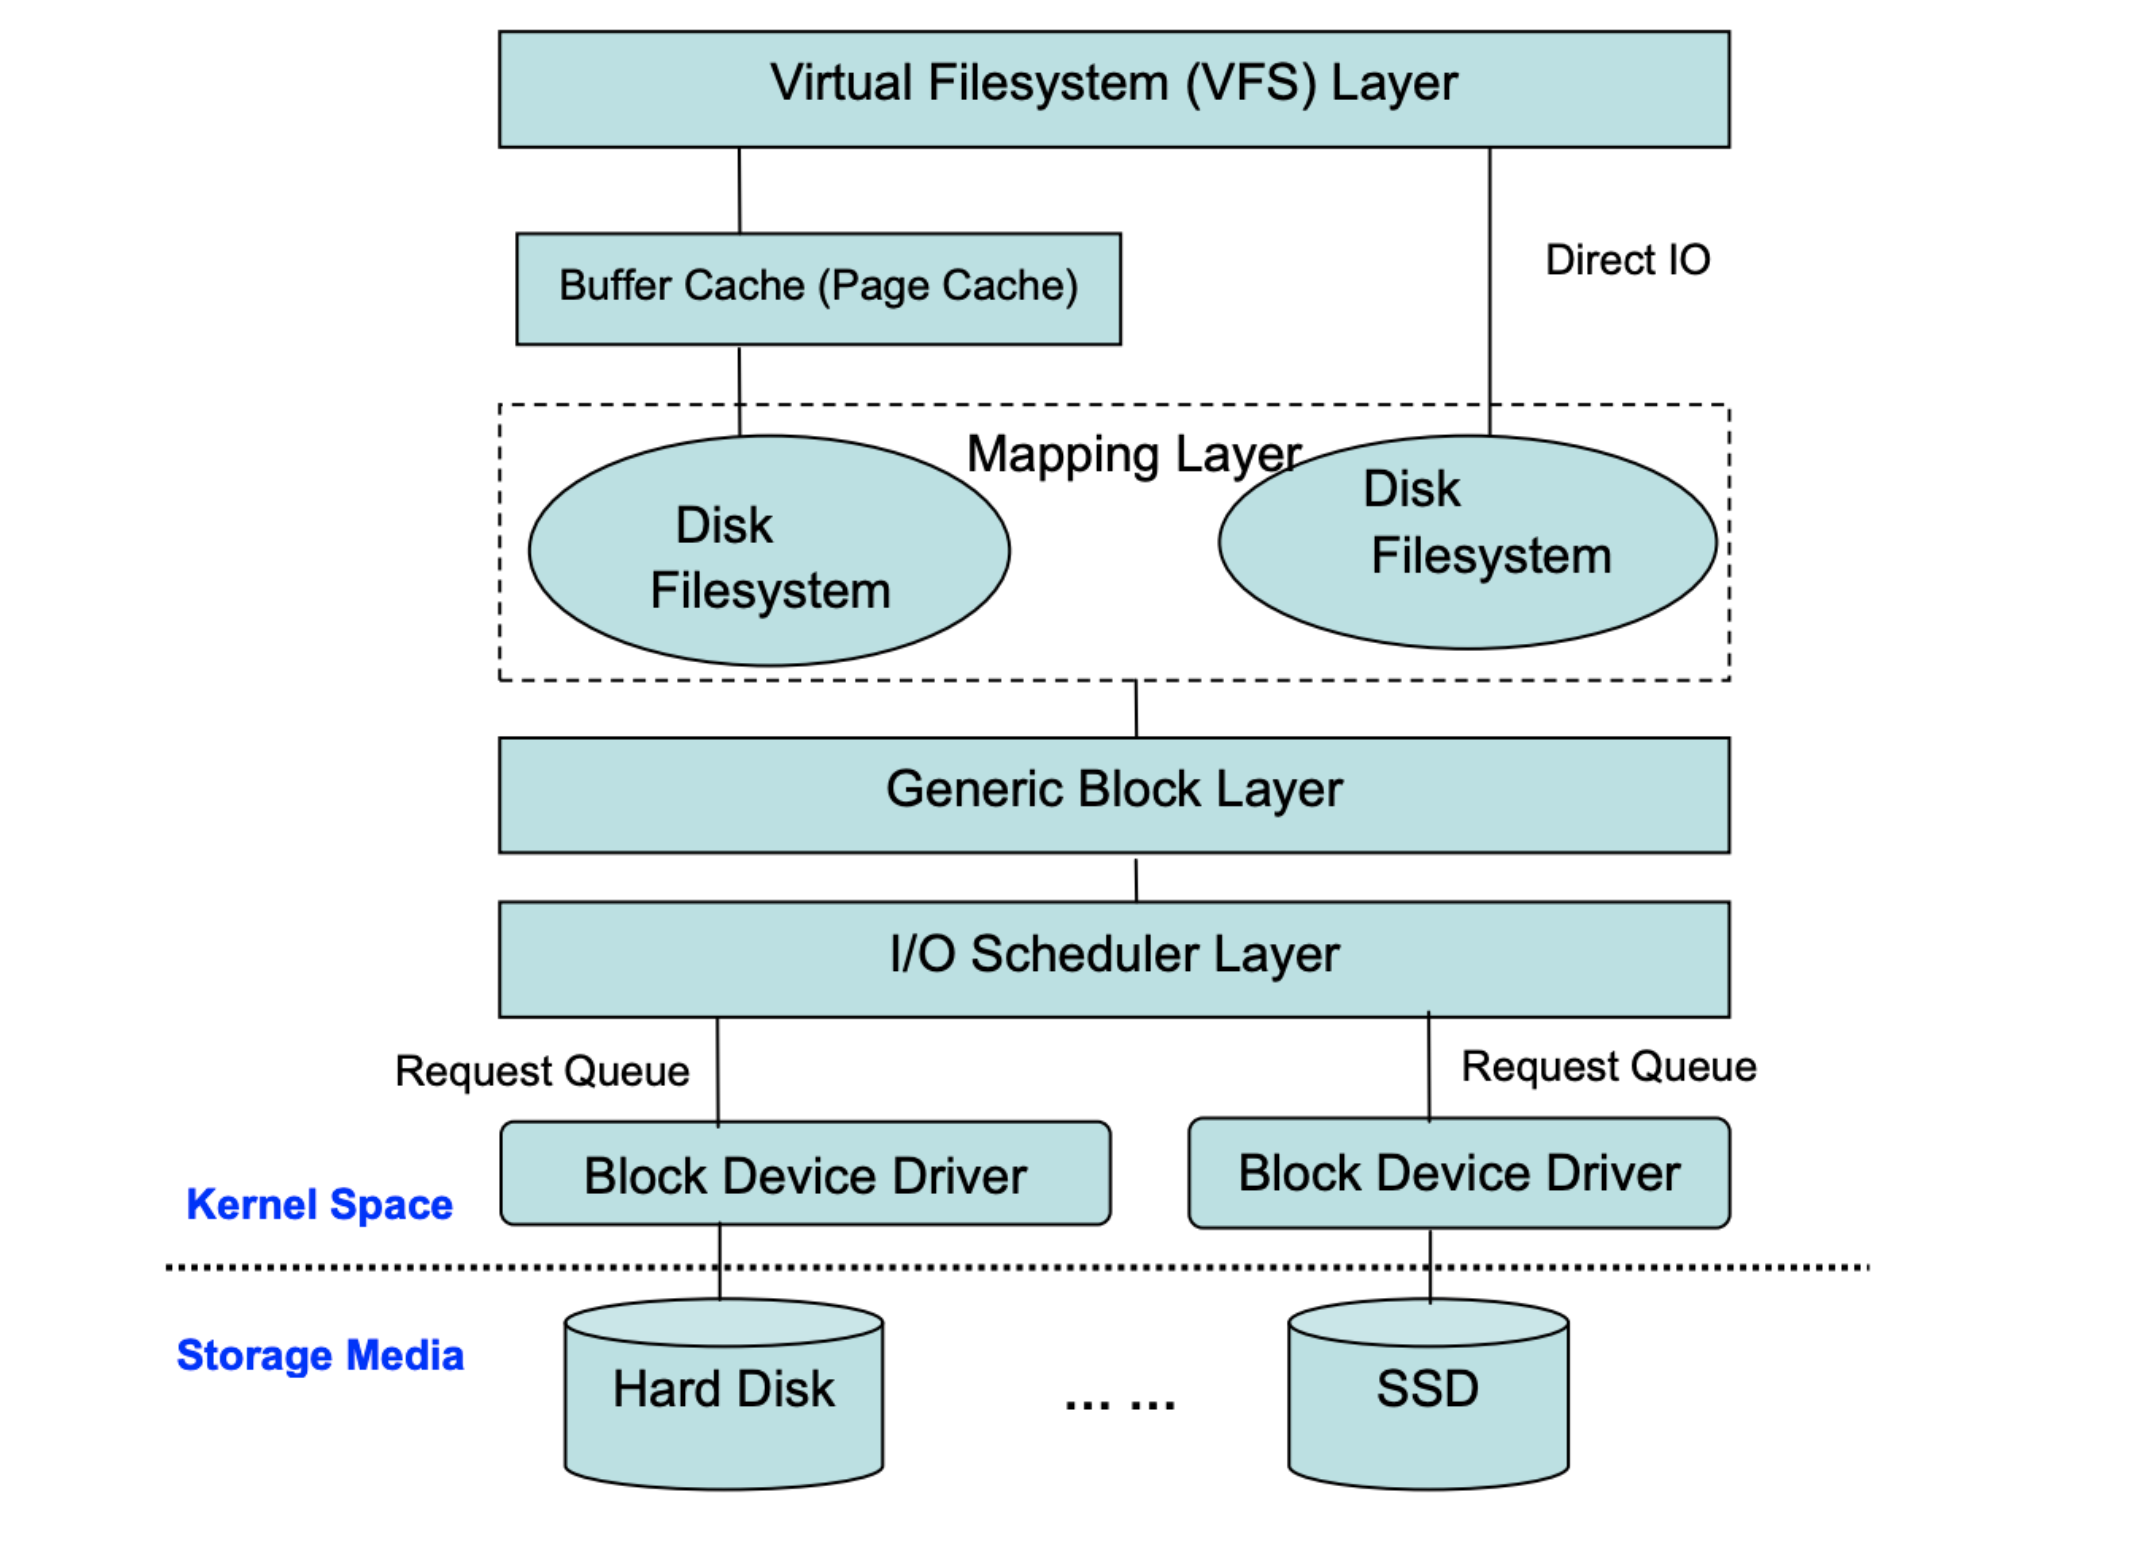 Virtual Filesystem (VFS) Layer
Buffer Cache (Page Cache)
Direct IO
Mapping Layer
Disk
Filesystem
Disk
Filesystem
Generic Block Layer
I/O Scheduler Layer
Request Queue
Request Queue
Block Device Driver
Block Device Driver
Kernel Space
Storage Media
Hard Disk
... ...
SSD